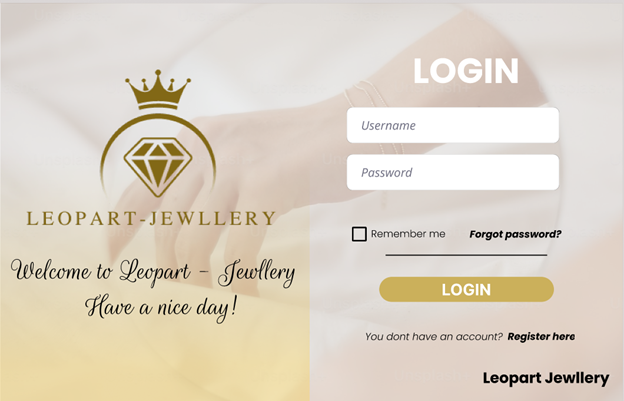 LEOPART-JEWLLERY
Welcome to Leopart - Jewllery
Have a nice day!
LOGIN
Username
Password
Remember me Forgot password?
LOGIN
You dont have an account? Register here
Leopart Jewllery